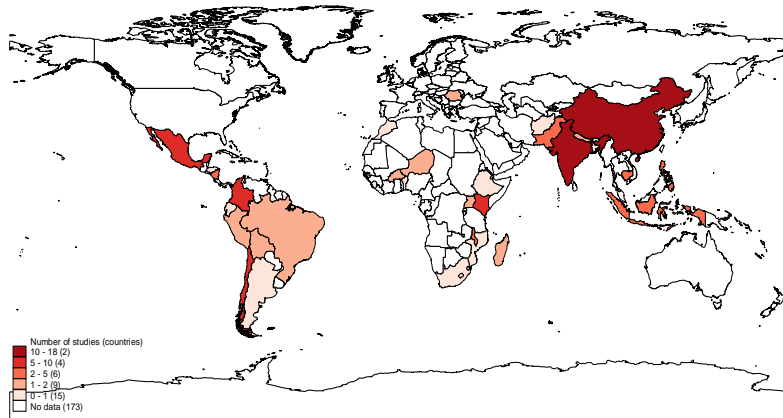 Number of studies (countries)
10 - 18 (2)
5 - 10 (4)
2 - 5 (6)
1 - 2 (9)
0 - 1 (15)
No data (173)